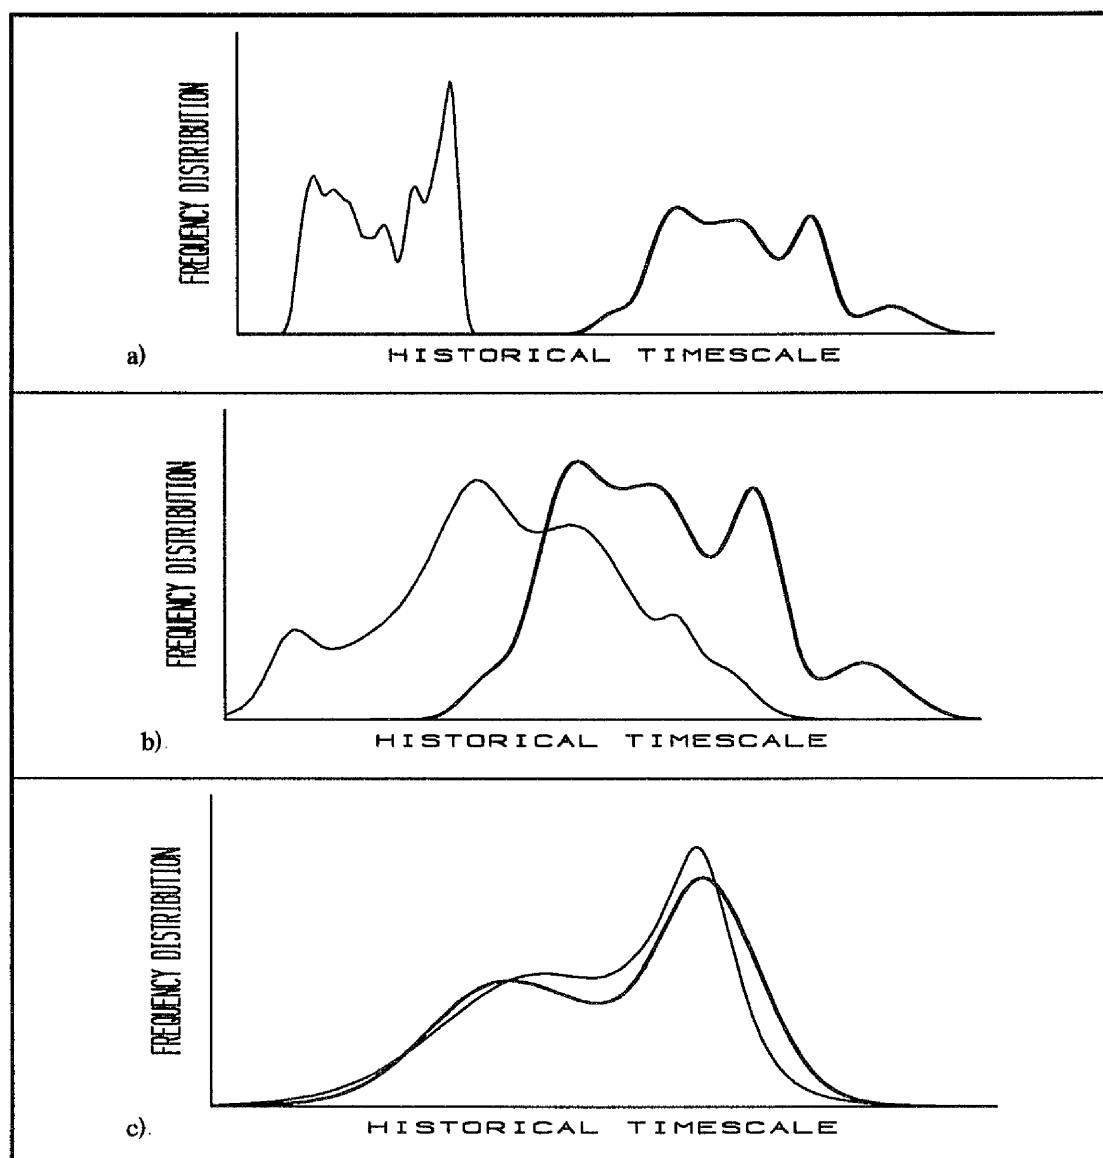 FREQUENCY DISTRIBUTION
a)
HISTORICAL TIMESCALE
FREQUENCY DISTRIBUTION
b).
HISTORICAL TIMESCALE
FREQUENCY DISTRIBUTION
c).
HISTORICAL TIMESCALE